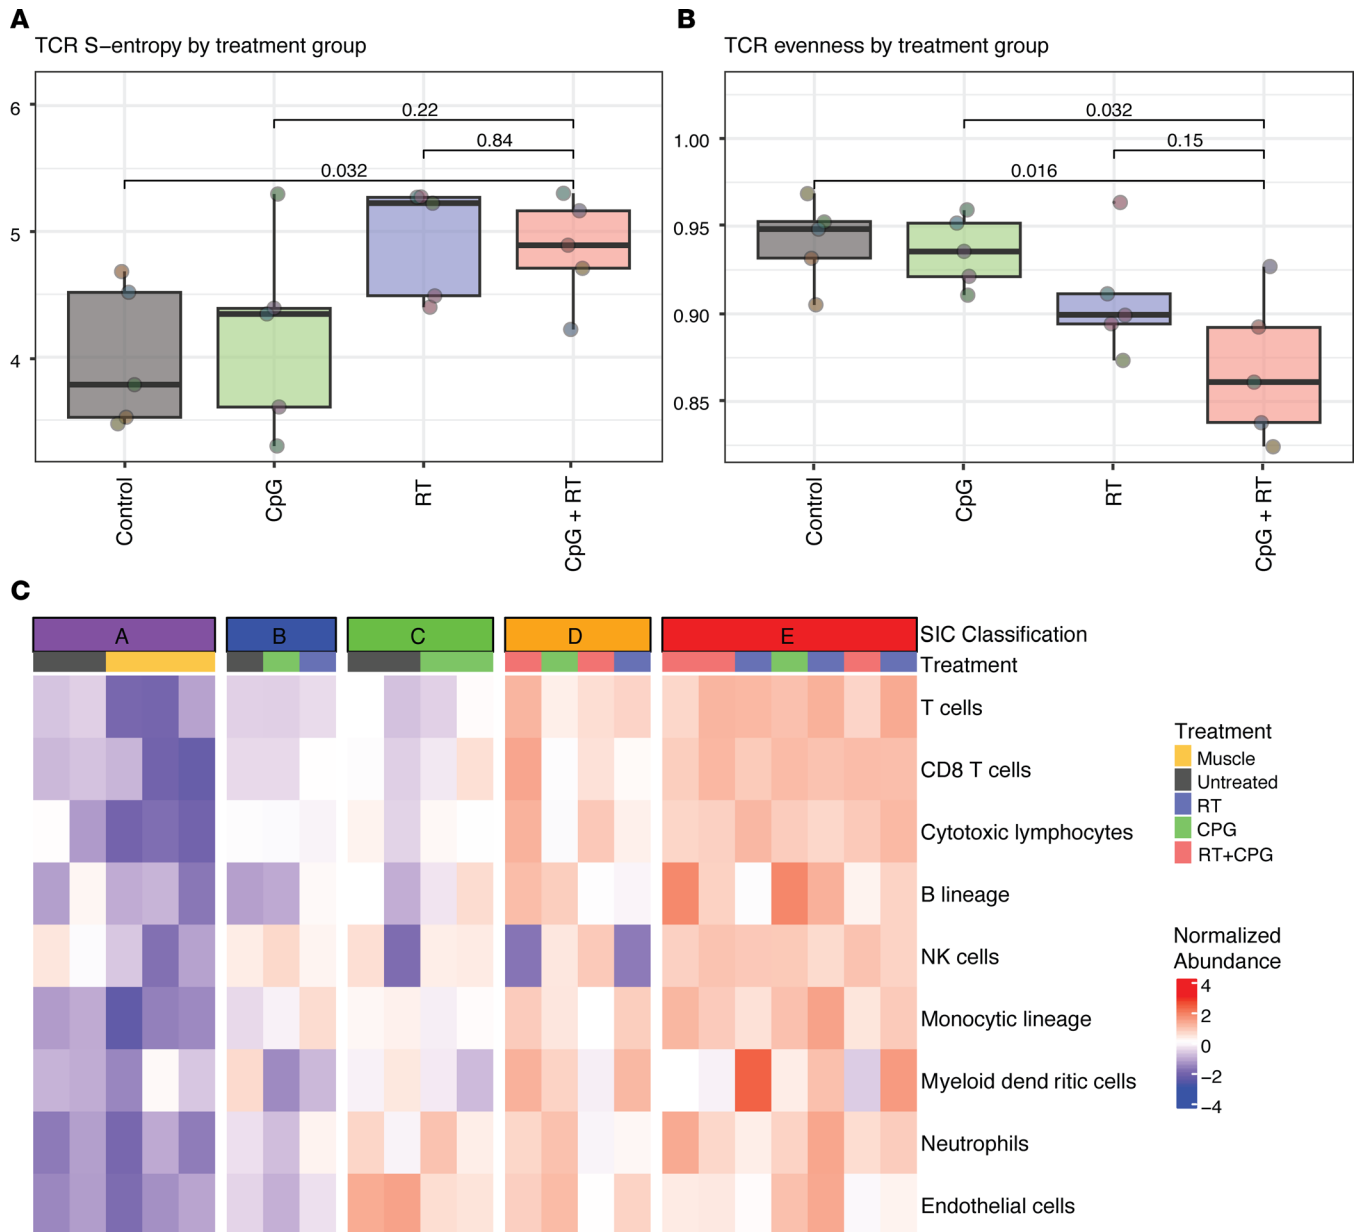 A
TCR S−entropy by treatment group
6
5
4
0.22
0.84
0.032
Control
CpG
RT
CpG + RT
B
TCR evenness by treatment group
1.00
0.95
0.90
0.85
0.032
0.15
0.016
Control
CpG
RT
CpG + RT
C
A B C D E SIC Classification
Treatment
T cells
CD8 T cells
Cytotoxic lymphocytes
B lineage
NK cells
Monocytic lineage
Myeloid dend ritic cells
Neutrophils
Endothelial cells
Treatment
Muscle
Untreated
RT
CPG
RT+CPG
Normalized
Abundance
4
2
0
−2
−4